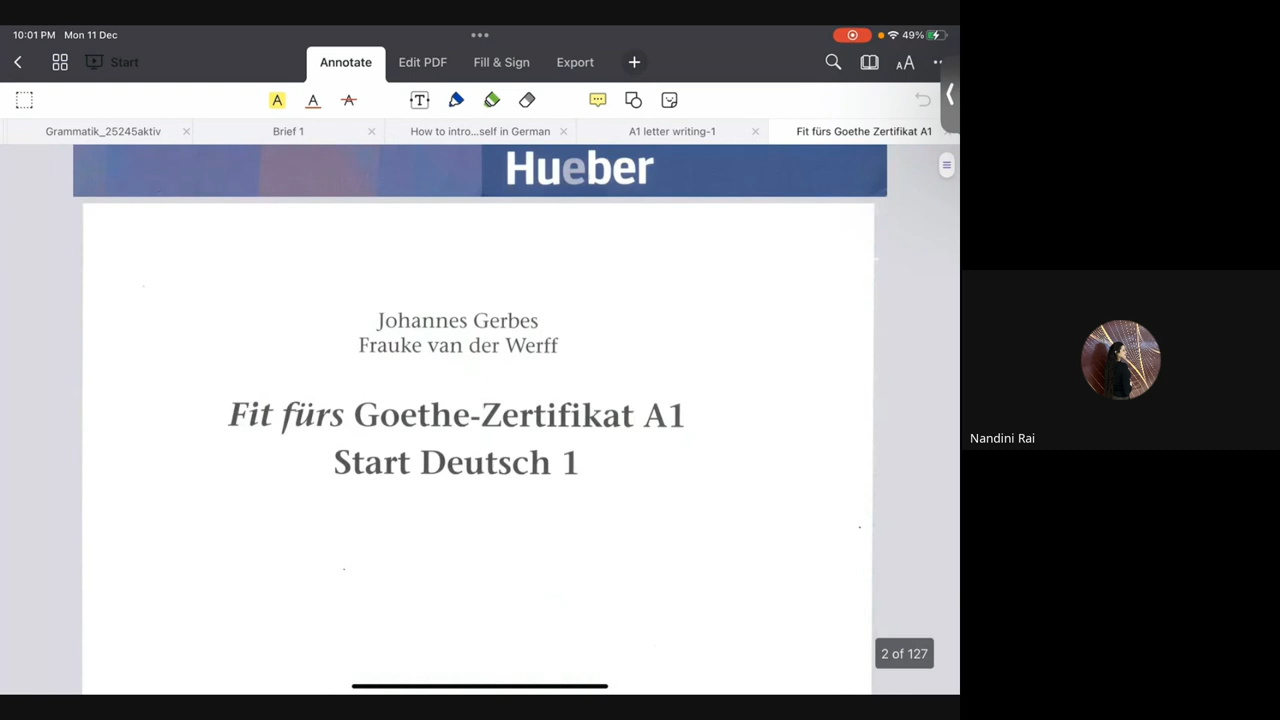 10:01 PM Mon 11 Dec
49%
Start
Annotate
Edit PDF
Fill & Sign
Export
Grammatik_25245aktiv
Brief 1
How to intro...self in German
A1 letter writing-1
Fit fürs Goethe Zertifikat A1
Hueber
Johannes Gerbes
Frauke van der Werff
Fit fürs Goethe-Zertifikat A1
Start Deutsch 1
2 of 127
Nandini Rai